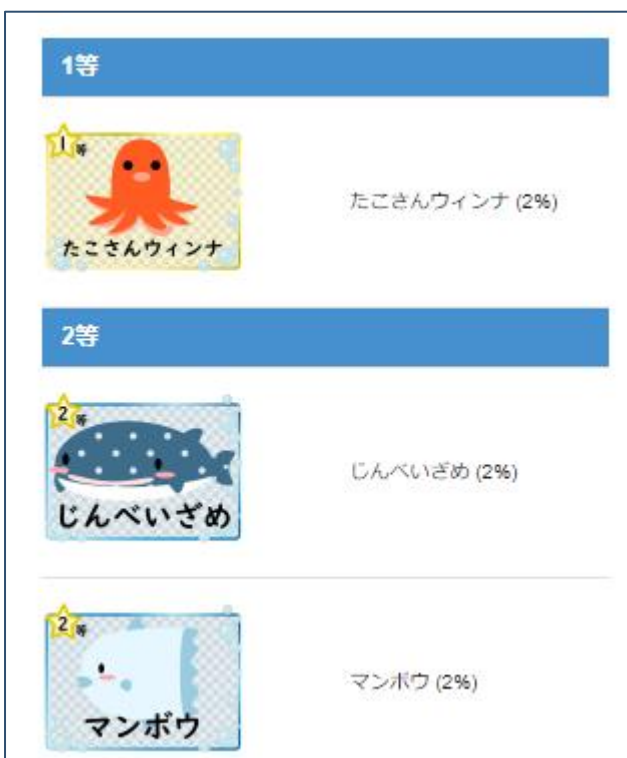 1等
1等
たこさんウィンナ
たこさんウィンナ (2%)
2等
2等
じんべいざめ
じんべいざめ (2%)
2等
マンボウ
マンボウ (2%)